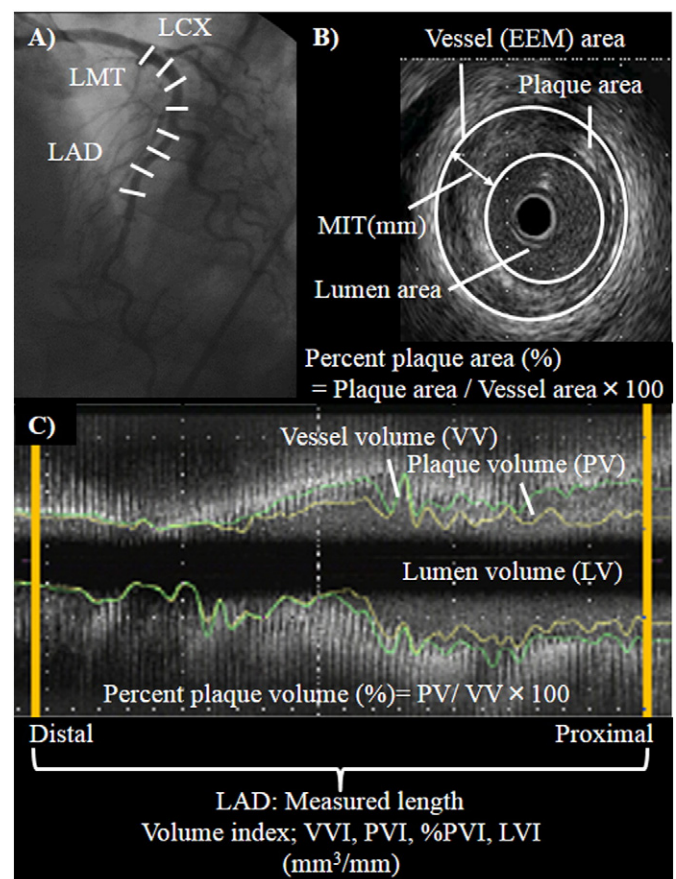 A)
LCX
LMT
LAD
B)
Vessel (EEM) area
Plaque area
MIT(mm)
Lumen area
Percent plaque area (%)
= Plaque area / Vessel area × 100
C)
Vessel volume (VV)
Plaque volume (PV)
Lumen volume (LV)
Percent plaque volume (%)= PV/ VV × 100
Distal
Proximal
LAD: Measured length
Volume index; VVI, PVI, %PVI, LVI
(mm³/mm)